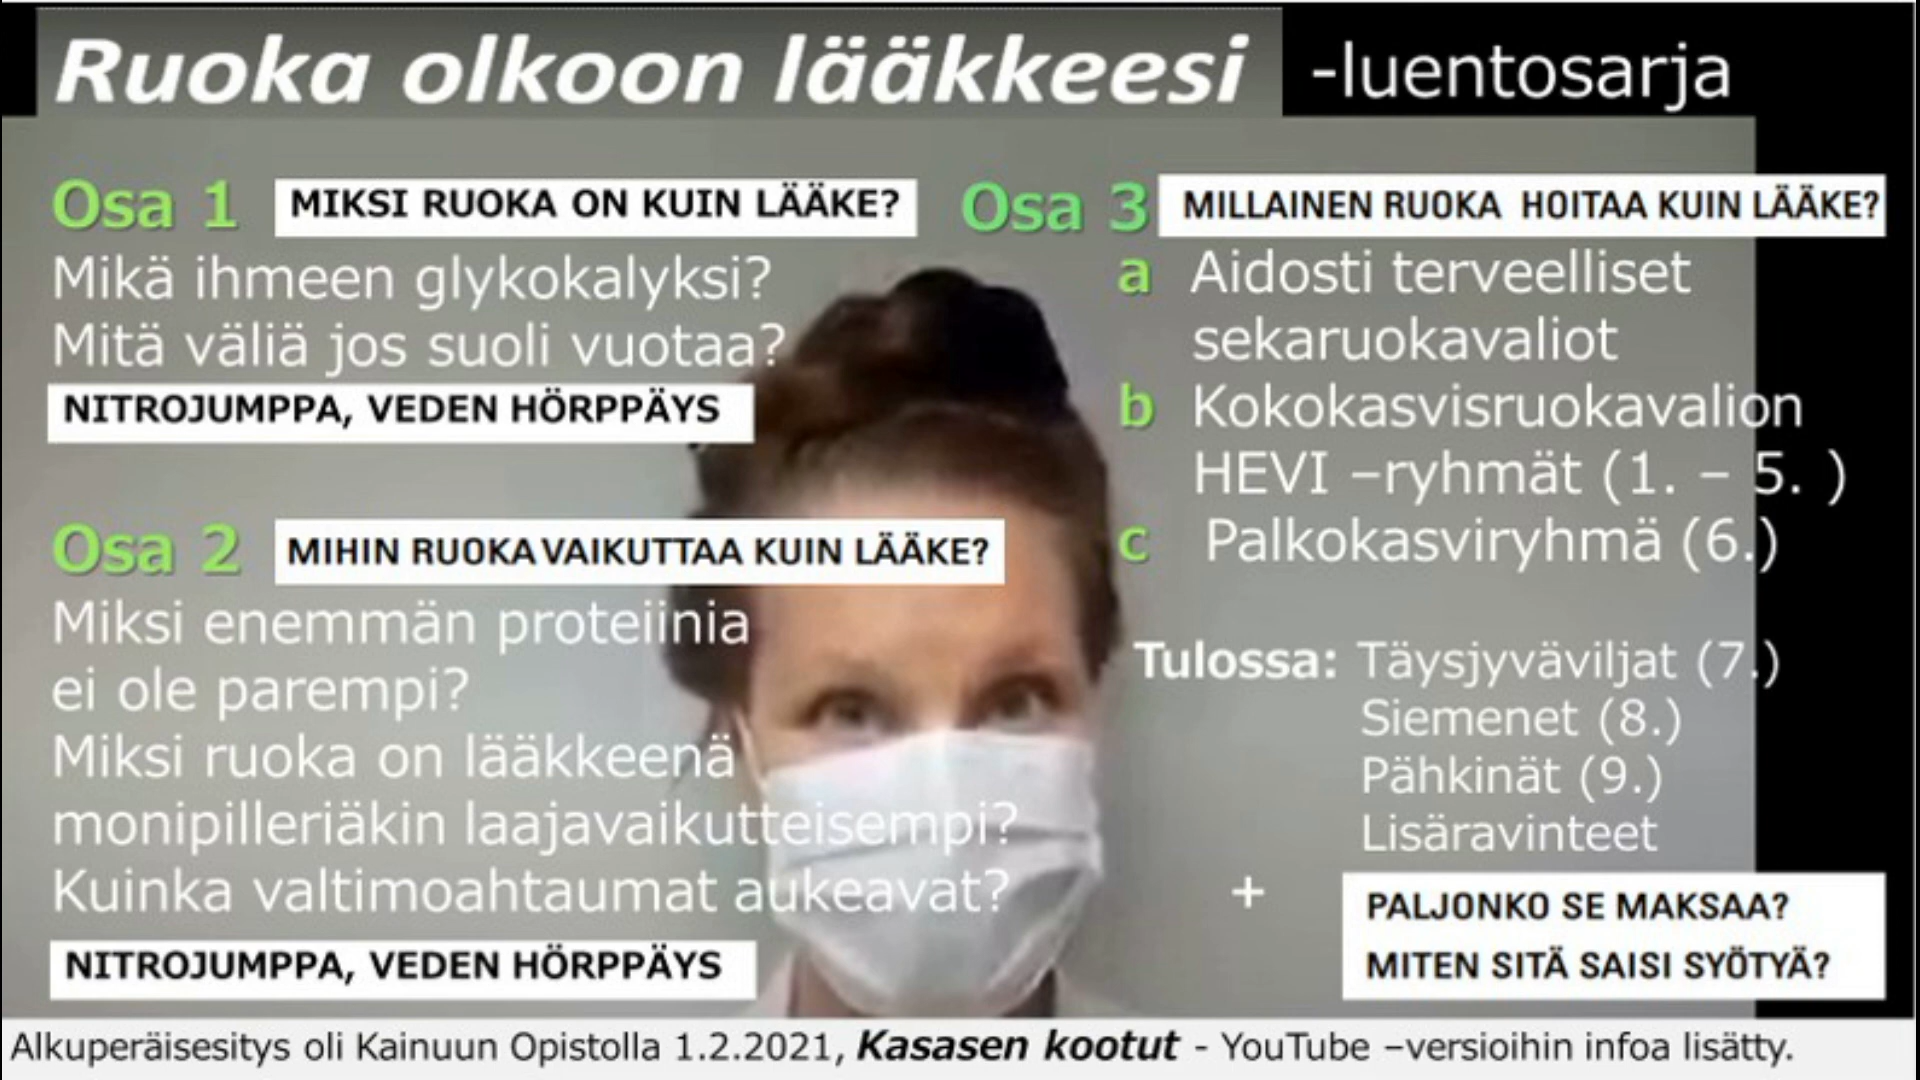 Ruoka olkoon lääkkeesi -luentosarja
Osa 1 MIKSI RUOKA ON KUIN LÄÄKE?
Mikä ihmeen glykokalyksi?
Mitä väliä jos suoli vuotaa?
NITROJUMPPA, VEDEN HÖRPPÄYS
Osa 2 MIHIN RUOKA VAIKUTTAA KUIN LÄÄKE?
Miksi enemmän proteiinia
ei ole parempi?
Miksi ruoka on lääkkeenä
monipilleriäkin laajavaikutteisempi?
Kuinka valtimoahtaumat aukeavat?
NITROJUMPPA, VEDEN HÖRPPÄYS
Osa 3 MILLAINEN RUOKA HOITAA KUIN LÄÄKE?
a Aidosti terveelliset
sekaruokavaliot
b Kokokasvisruokavalion
HEVI –ryhmät (1. – 5. )
c Palkokasviryhmä (6.)
Tulossa: Täysjyväviljat (7.)
Siemenet (8.)
Pähkinät (9.)
Lisäravinteet
+ PALJONKO SE MAKSAA?
MITEN SITÄ SAISI SYÖTYÄ?
Alkuperäisesitys oli Kainuun Opistolla 1.2.2021, Kasasen kootut - YouTube –versioihin infoa lisätty.